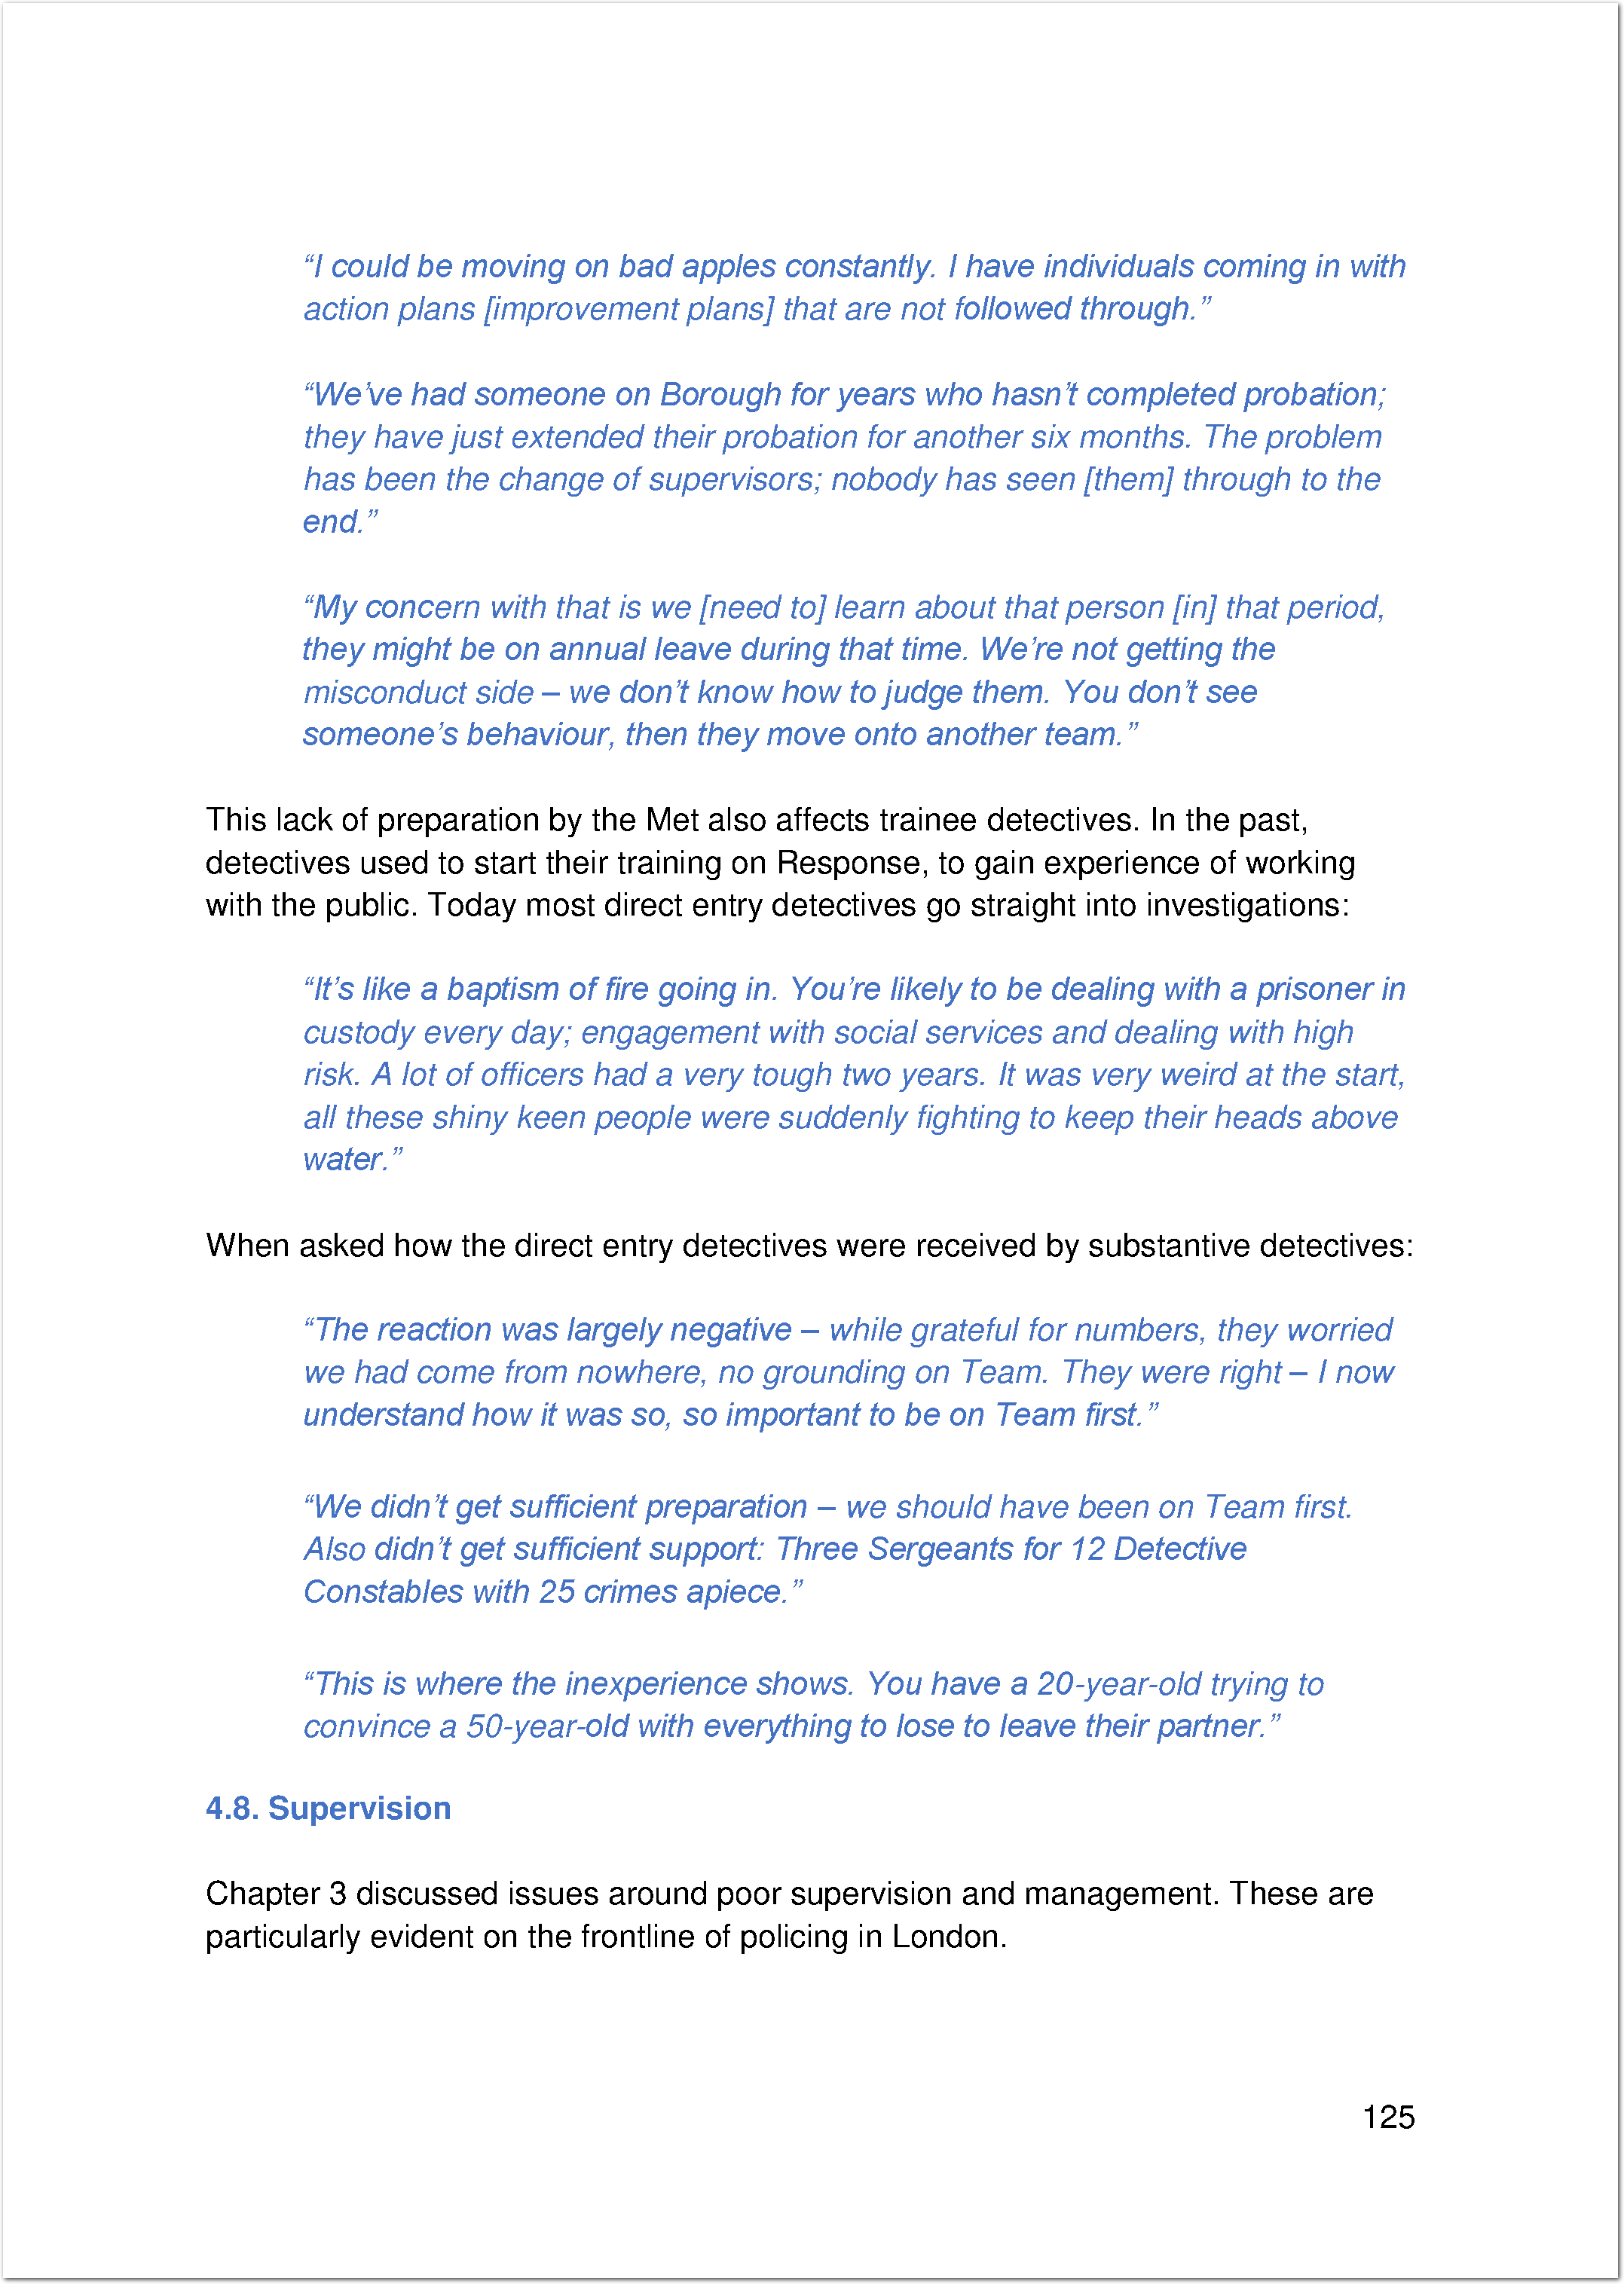 “I could be moving on bad apples constantly. I have individuals coming in with
action plans [improvement plans] that are not followed through.”
“We’ve had someone on Borough for years who hasn’t completed probation;
they have just extended their probation for another six months. The problem
has been the change of supervisors; nobody has seen [them] through to the
end.”
“My concern with that is we [need to] learn about that person [in] that period,
they might be on annual leave during that time. We’re not getting the
misconduct side – we don’t know how to judge them. You don’t see
someone’s behaviour, then they move onto another team.”
This lack of preparation by the Met also affects trainee detectives. In the past,
detectives used to start their training on Response, to gain experience of working
with the public. Today most direct entry detectives go straight into investigations:
“It’s like a baptism of fire going in. You’re likely to be dealing with a prisoner in
custody every day; engagement with social services and dealing with high
risk. A lot of officers had a very tough two years. It was very weird at the start,
all these shiny keen people were suddenly fighting to keep their heads above
water.”
When asked how the direct entry detectives were received by substantive detectives:
“The reaction was largely negative – while grateful for numbers, they worried
we had come from nowhere, no grounding on Team. They were right – I now
understand how it was so, so important to be on Team first.”
“We didn’t get sufficient preparation – we should have been on Team first.
Also didn’t get sufficient support: Three Sergeants for 12 Detective
Constables with 25 crimes apiece.”
“This is where the inexperience shows. You have a 20-year-old trying to
convince a 50-year-old with everything to lose to leave their partner.”
4.8. Supervision
Chapter 3 discussed issues around poor supervision and management. These are
particularly evident on the frontline of policing in London.
125